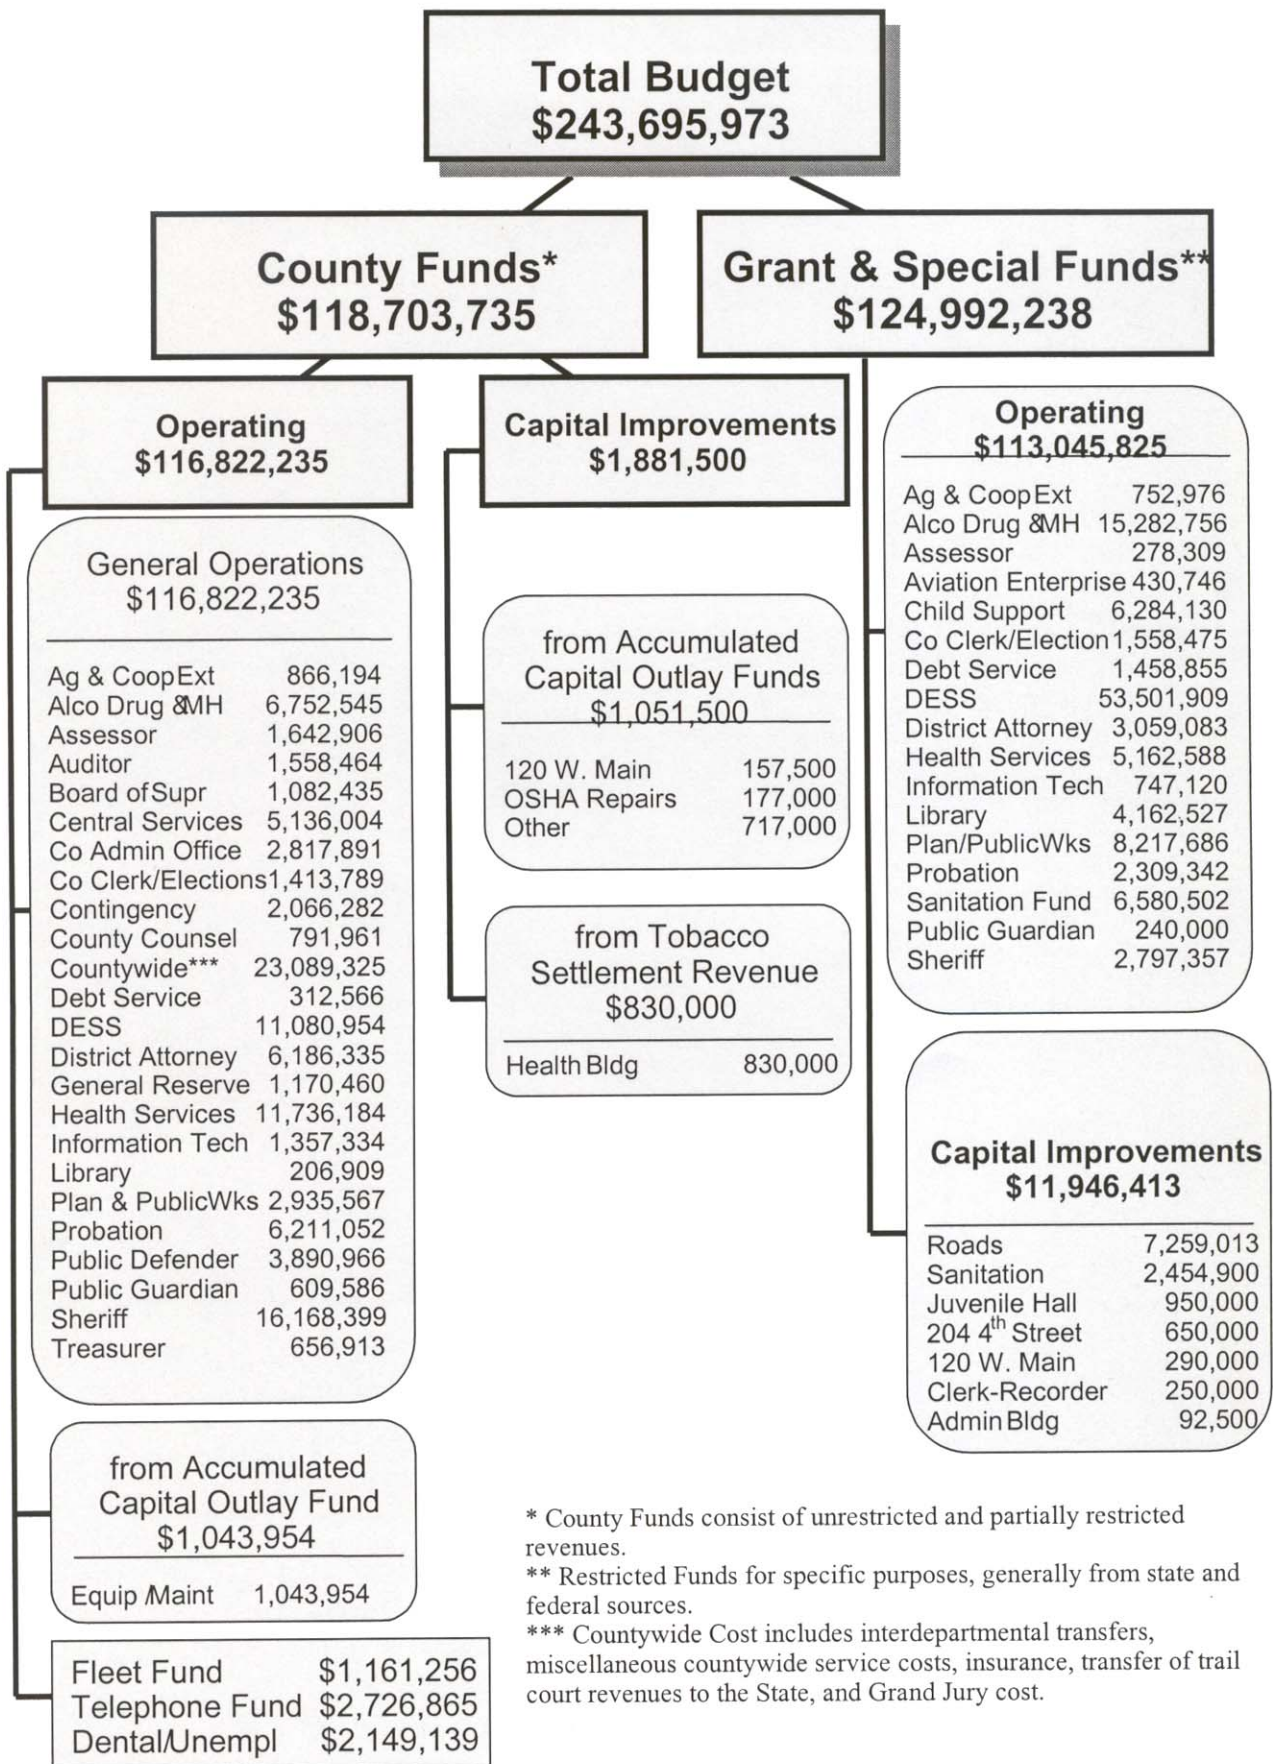 Total Budget
$243,695,973
County Funds*
$118,703,735
Grant & Special Funds**
$124,992,238
Operating
$116,822,235
General Operations
$116,822,235
Ag & CoopExt 866,194
Alco Drug &MH 6,752,545
Assessor 1,642,906
Auditor 1,558,464
Board of Supr 1,082,435
Central Services 5,136,004
Co Admin Office 2,817,891
Co Clerk/Elections 1,413,789
Contingency 2,066,282
County Counsel 791,961
Countywide*** 23,089,325
Debt Service 312,566
DESS 11,080,954
District Attorney 6,186,335
General Reserve 1,170,460
Health Services 11,736,184
Information Tech 1,357,334
Library 206,909
Plan & PublicWks 2,935,567
Probation 6,211,052
Public Defender 3,890,966
Public Guardian 609,586
Sheriff 16,168,399
Treasurer 656,913
from Accumulated
Capital Outlay Fund
$1,043,954
Equip /Maint 1,043,954
Fleet Fund $1,161,256
Telephone Fund $2,726,865
Dental/Unempl $2,149,139
Capital Improvements
$1,881,500
from Accumulated
Capital Outlay Funds
$1,051,500
120 W. Main 157,500
OSHA Repairs 177,000
Other 717,000
from Tobacco
Settlement Revenue
$830,000
Health Bldg 830,000
Operating
$113,045,825
Ag & CoopExt 752,976
Alco Drug &MH 15,282,756
Assessor 278,309
Aviation Enterprise 430,746
Child Support 6,284,130
Co Clerk/Election 1,558,475
Debt Service 1,458,855
DESS 53,501,909
District Attorney 3,059,083
Health Services 5,162,588
Information Tech 747,120
Library 4,162,527
Plan/PublicWks 8,217,686
Probation 2,309,342
Sanitation Fund 6,580,502
Public Guardian 240,000
Sheriff 2,797,357
Capital Improvements
$11,946,413
Roads 7,259,013
Sanitation 2,454,900
Juvenile Hall 950,000
204 4th Street 650,000
120 W. Main 290,000
Clerk-Recorder 250,000
Admin Bldg 92,500
* County Funds consist of unrestricted and partially restricted
revenues.
** Restricted Funds for specific purposes, generally from state and
federal sources.
*** Countywide Cost includes interdepartmental transfers,
miscellaneous countywide service costs, insurance, transfer of trail
court revenues to the State, and Grand Jury cost.